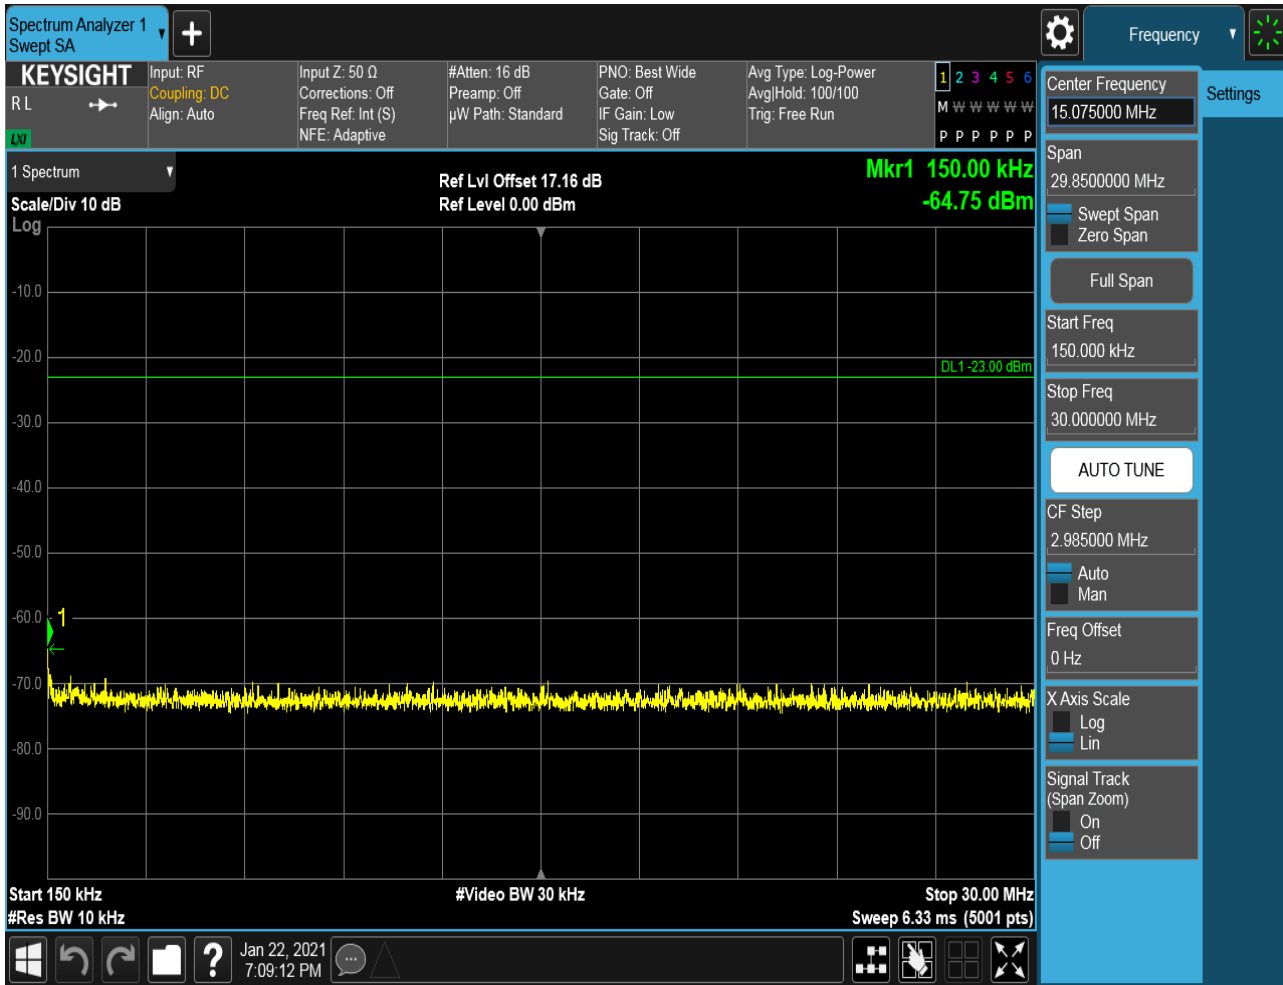 Spectrum Analyzer 1
Swept SA
+
Frequency
KEYSIGHT
R L
LXI
Input: RF
Coupling: DC
Align: Auto
Input Z: 50 Ω
Corrections: Off
Freq Ref: Int (S)
NFE: Adaptive
#Atten: 16 dB
Preamp: Off
µW Path: Standard
PNO: Best Wide
Gate: Off
IF Gain: Low
Sig Track: Off
Avg Type: Log-Power
Avg|Hold: 100/100
Trig: Free Run
1 2 3 4 5 6
M W W W W W
P P P P P P
1 Spectrum
Scale/Div 10 dB
Log
Ref Lvl Offset 17.16 dB
Ref Level 0.00 dBm
Mkr1 150.00 kHz
-64.75 dBm
-10.0
-20.0
DL1 -23.00 dBm
-30.0
-40.0
-50.0
-60.0
1
-70.0
-80.0
-90.0
Start 150 kHz
#Video BW 30 kHz
Stop 30.00 MHz
#Res BW 10 kHz
Sweep 6.33 ms (5001 pts)
?
Jan 22, 2021
7:09:12 PM
Center Frequency
15.075000 MHz
Settings
Span
29.8500000 MHz
Swept Span
Zero Span
Full Span
Start Freq
150.000 kHz
Stop Freq
30.000000 MHz
AUTO TUNE
CF Step
2.985000 MHz
Auto
Man
Freq Offset
0 Hz
X Axis Scale
Log
Lin
Signal Track
(Span Zoom)
On
Off